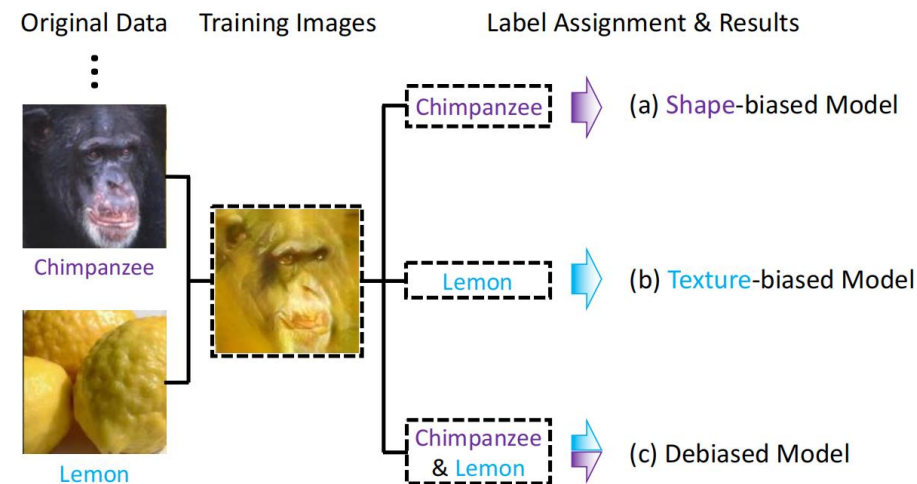 Original Data
Training Images
Label Assignment & Results
Chimpanzee
Lemon
Chimpanzee
(a) Shape-biased Model
Lemon
(b) Texture-biased Model
Chimpanzee
& Lemon
(c) Debiased Model